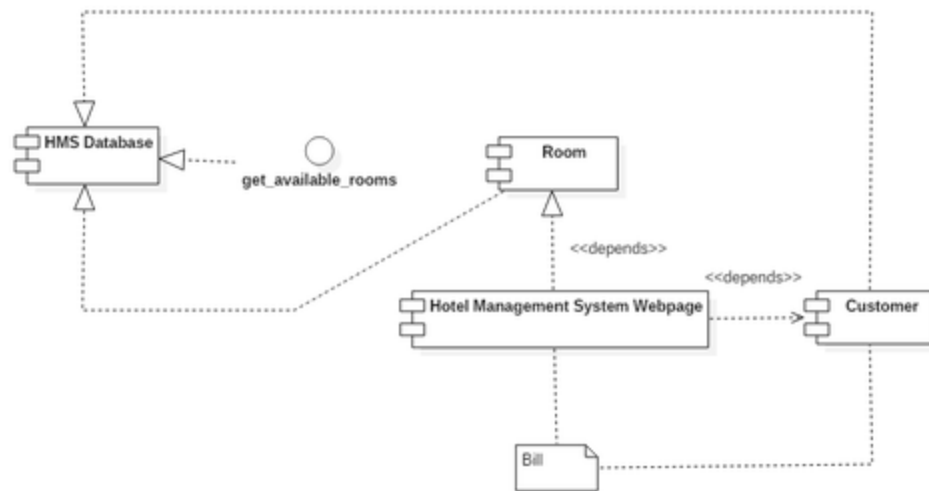 HMS Database
get_available_rooms
Room
<<depends>>
<<depends>>
Hotel Management System Webpage
Customer
Bill